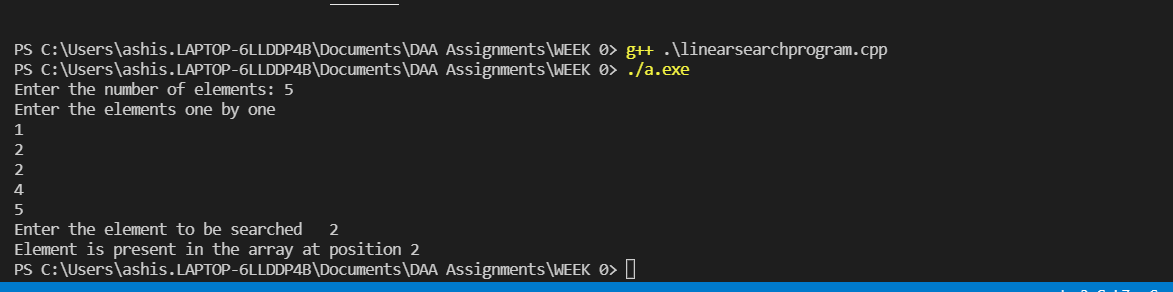 PS C:\Users\ashis.LAPTOP-6LLDDP4B\Documents\DAA Assignments\WEEK 0> g++ .\linearsearchprogram.cpp
PS C:\Users\ashis.LAPTOP-6LLDDP4B\Documents\DAA Assignments\WEEK 0> ./a.exe
Enter the number of elements: 5
Enter the elements one by one
1
2
2
4
5
Enter the element to be searched   2
Element is present in the array at position 2
PS C:\Users\ashis.LAPTOP-6LLDDP4B\Documents\DAA Assignments\WEEK 0>